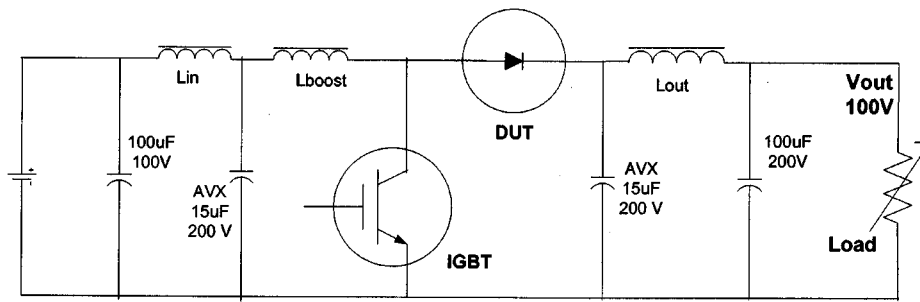 Lin
Lboost
Lout
Vout
100V
DUT
100uF
100V
AVX
15uF
200 V
IGBT
AVX
15uF
200 V
100uF
200V
Load